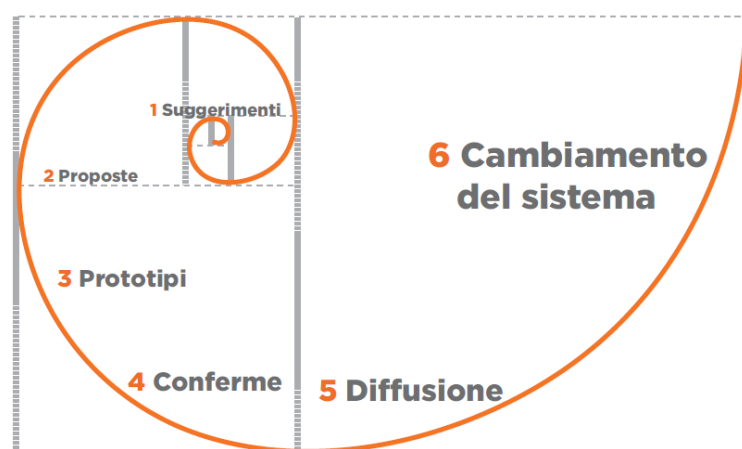 1 Suggerimenti
2 Proposte
3 Prototipi
4 Conferme
5 Diffusione
6 Cambiamento
del sistema